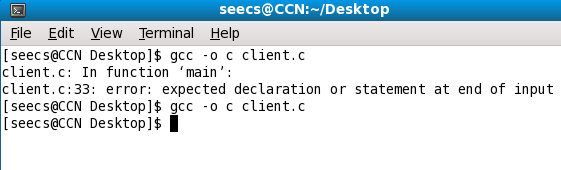 seecs@CCN:~/Desktop
File Edit View Terminal Help
[seecs@CCN Desktop]$ gcc -o c client.c
client.c: In function ‘main’:
client.c:33: error: expected declaration or statement at end of input
[seecs@CCN Desktop]$ gcc -o c client.c
[seecs@CCN Desktop]$